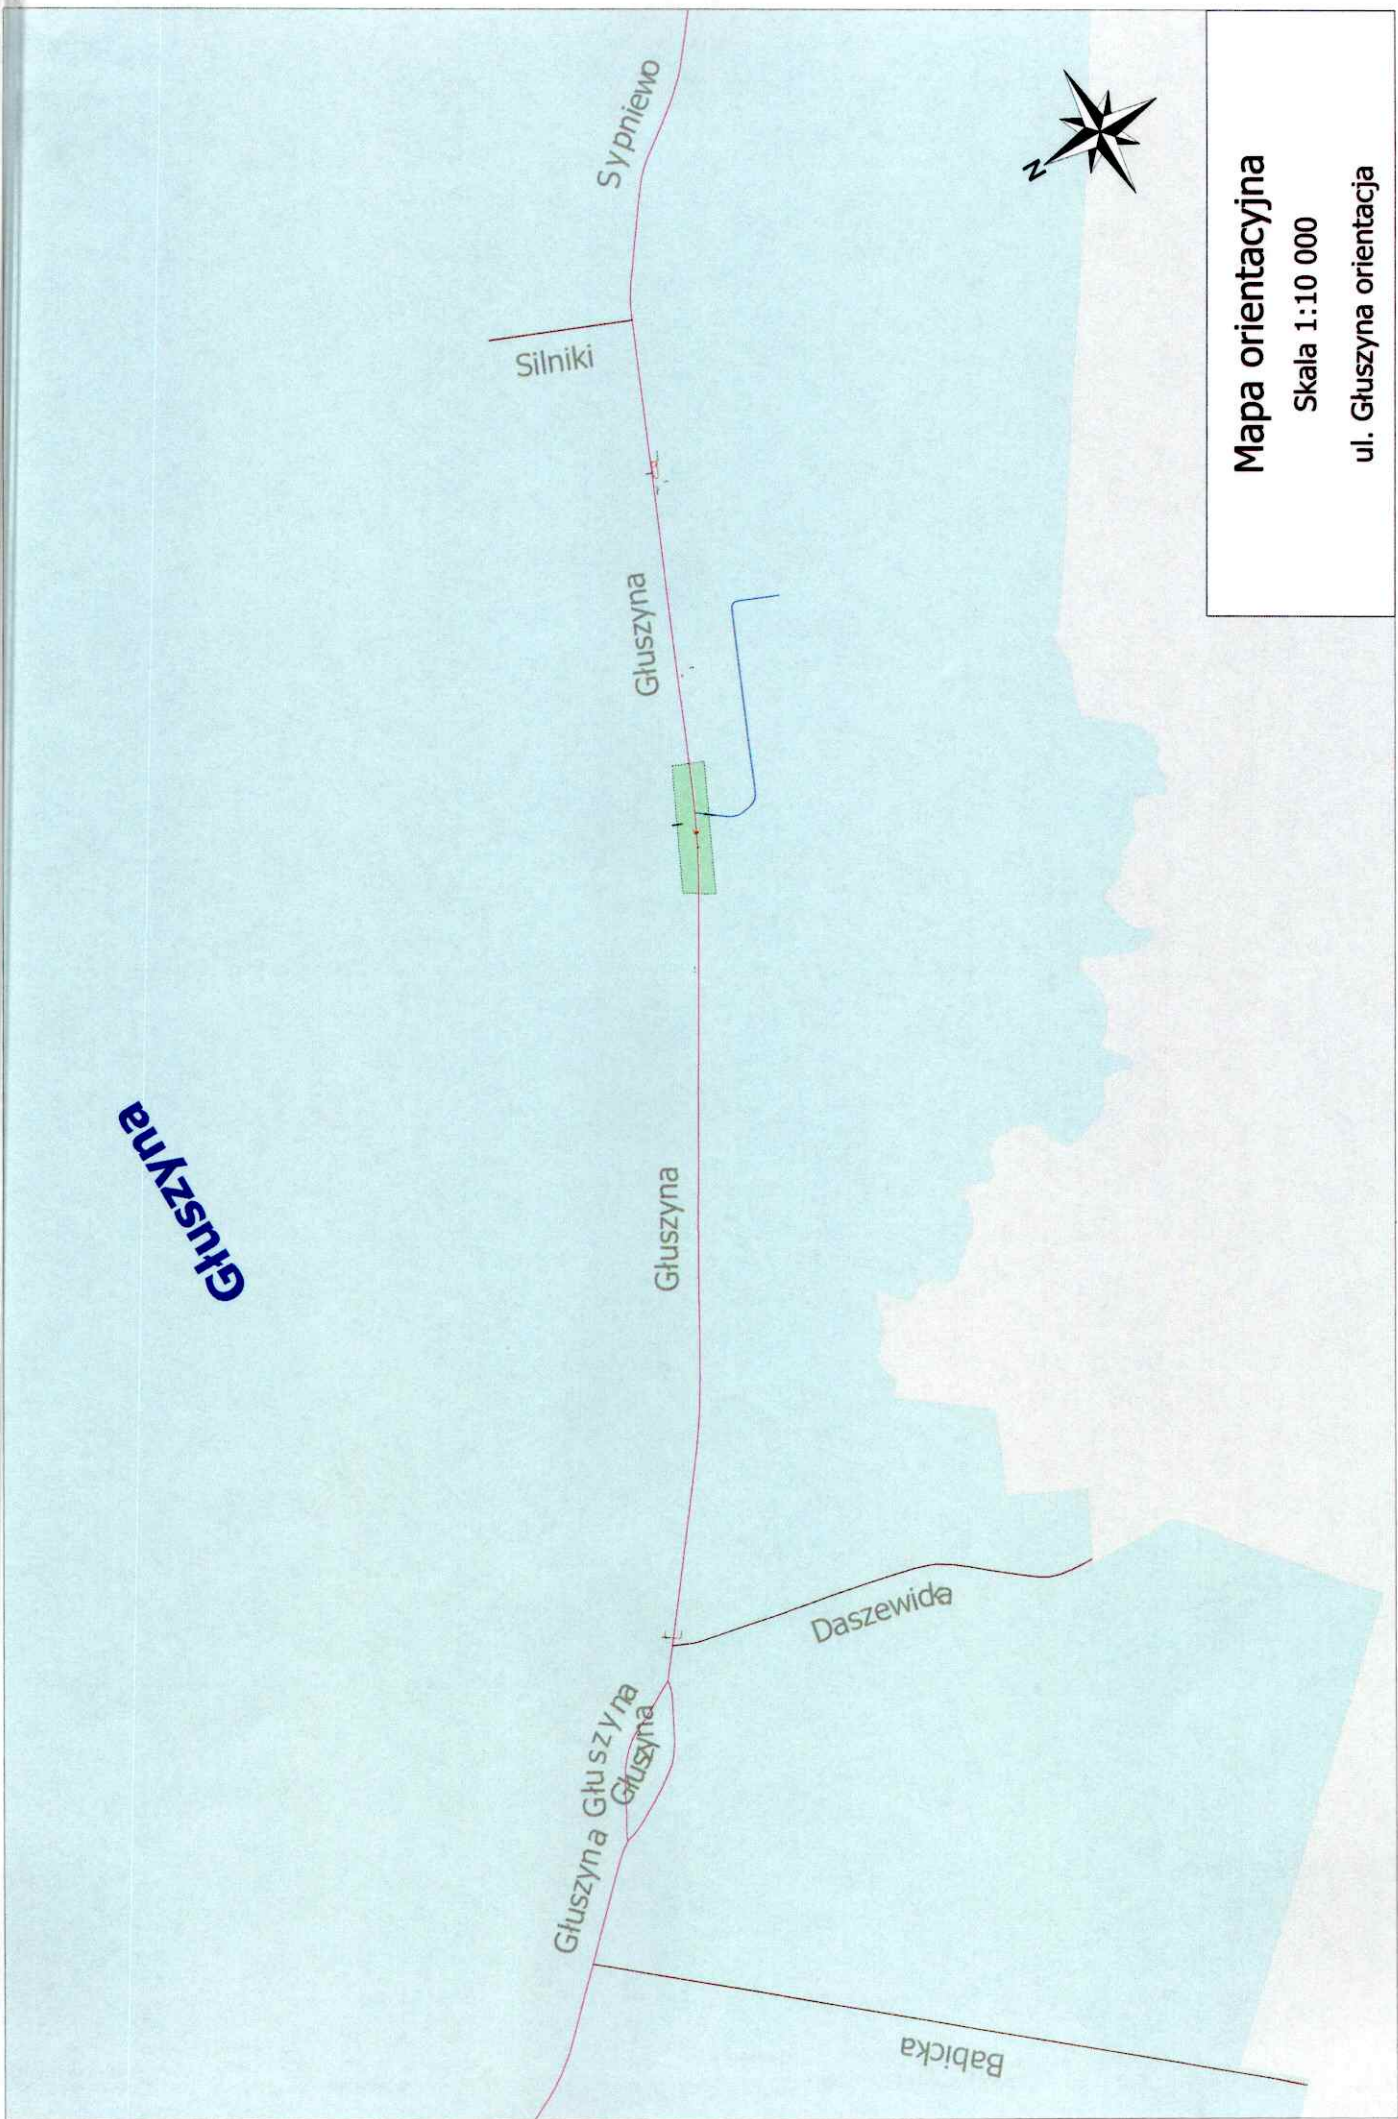 Głuszyna
Sypniewo
Silniki
Głuszyna
Głuszyna
Daszewicka
Głuszyna
Głuszyna
Głuszyna
Babicka
N
Mapa orientacyjna
Skala 1:10 000
ul. Głuszyna orientacja